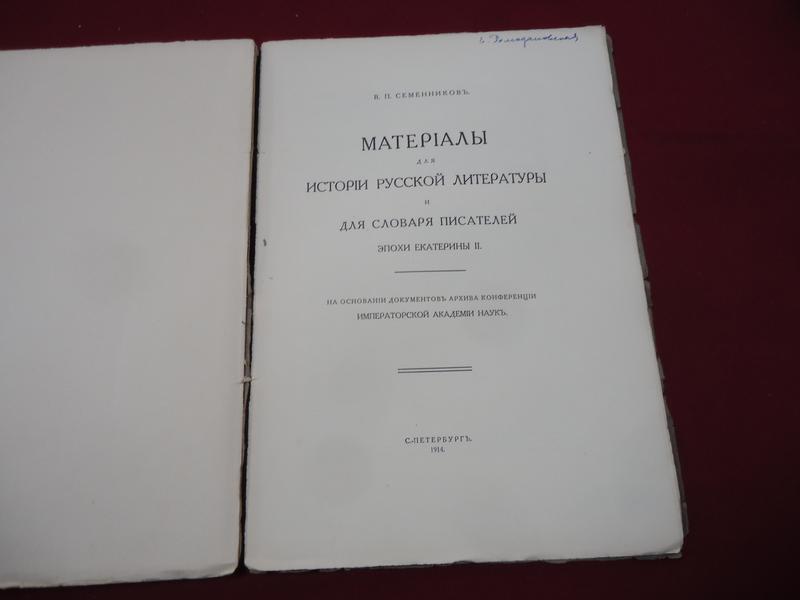 В. П. СЕМЕННИКОВЪ.
МАТЕРІАЛЫ
ДЛЯ
ИСТОРІИ РУССКОЙ ЛИТЕРАТУРЫ
И
ДЛЯ СЛОВАРЯ ПИСАТЕЛЕЙ
ЭПОХИ ЕКАТЕРИНЫ II.
НА ОСНОВАНІИ ДОКУМЕНТОВЪ АРХИВА КОНФЕРЕНЦІИ
ИМПЕРАТОРСКОЙ АКАДЕМІИ НАУКЪ.
С.-ПЕТЕРБУРГЪ.
1914.